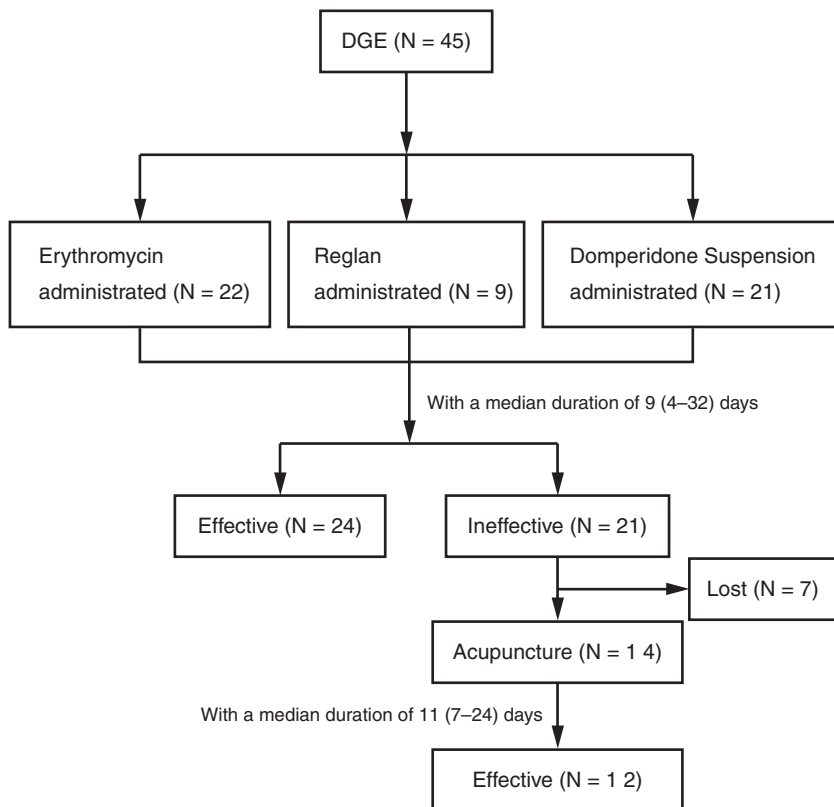 DGE (N = 45)
Erythromycin
administrated (N = 22)
Reglan
administrated (N = 9)
Domperidone Suspension
administrated (N = 21)
With a median duration of 9 (4–32) days
Effective (N = 24)
Ineffective (N = 21)
Lost (N = 7)
Acupuncture (N = 1 4)
With a median duration of 11 (7–24) days
Effective (N = 1 2)